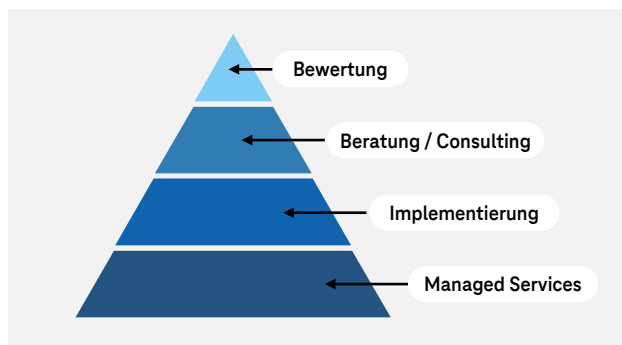 Bewertung
Beratung / Consulting
Implementierung
Managed Services